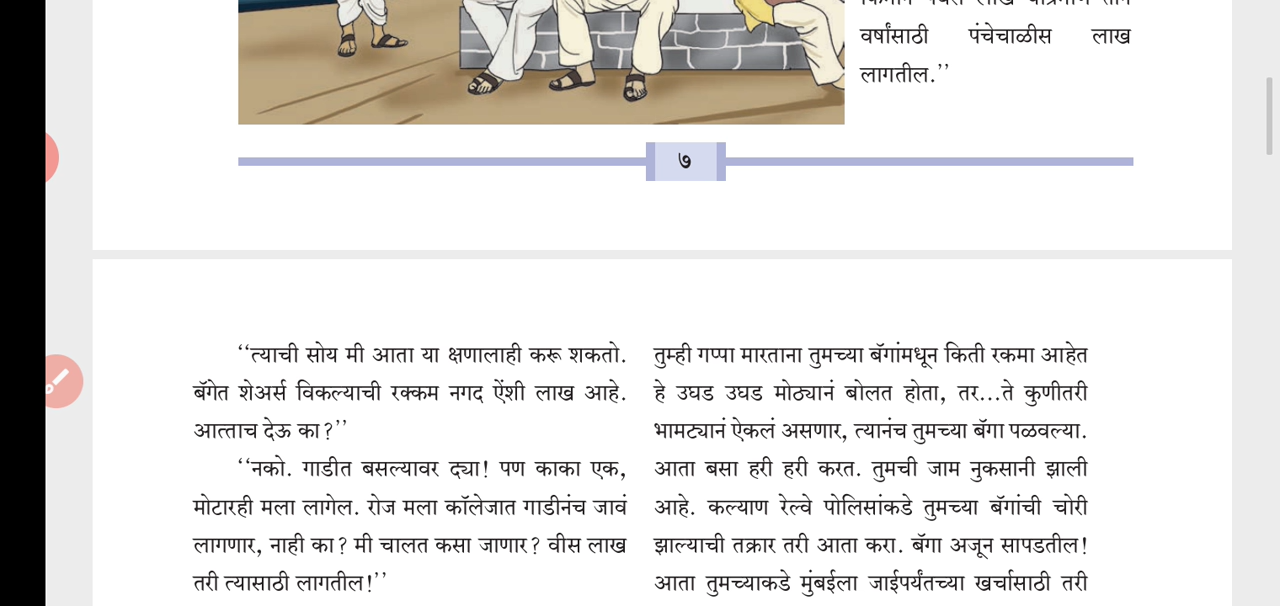 वर्षांसाठी पंचेचाळीस लाख
लागतील.’’
७
‘‘त्याची सोय मी आता या क्षणालाही करू शकतो.
बॅगेत शेअर्स विकल्याची रक्कम नगद ऐंशी लाख आहे.
आत्ताच देऊ का?’’
‘‘नको. गाडीत बसल्यावर द्या! पण काका एक,
मोटारही मला लागेल. रोज मला कॉलेजात गाडीनंच जावं
लागणार, नाही का? मी चालत कसा जाणार? वीस लाख
तरी त्यासाठी लागतील!’’
तुम्ही गप्पा मारताना तुमच्या बॅगांमधून किती रकमा आहेत
हे उघड उघड मोठ्यानं बोलत होता, तर...ते कुणीतरी
भामट्यानं ऐकलं असणार, त्यानंच तुमच्या बॅगा पळवल्या.
आता बसा हरी हरी करत. तुमची जाम नुकसानी झाली
आहे. कल्याण रेल्वे पोलिसांकडे तुमच्या बॅगांची चोरी
झाल्याची तक्रार तरी आता करा. बॅगा अजून सापडतील!
आता तुमच्याकडे मुंबईला जाईपर्यंतच्या खर्चासाठी तरी